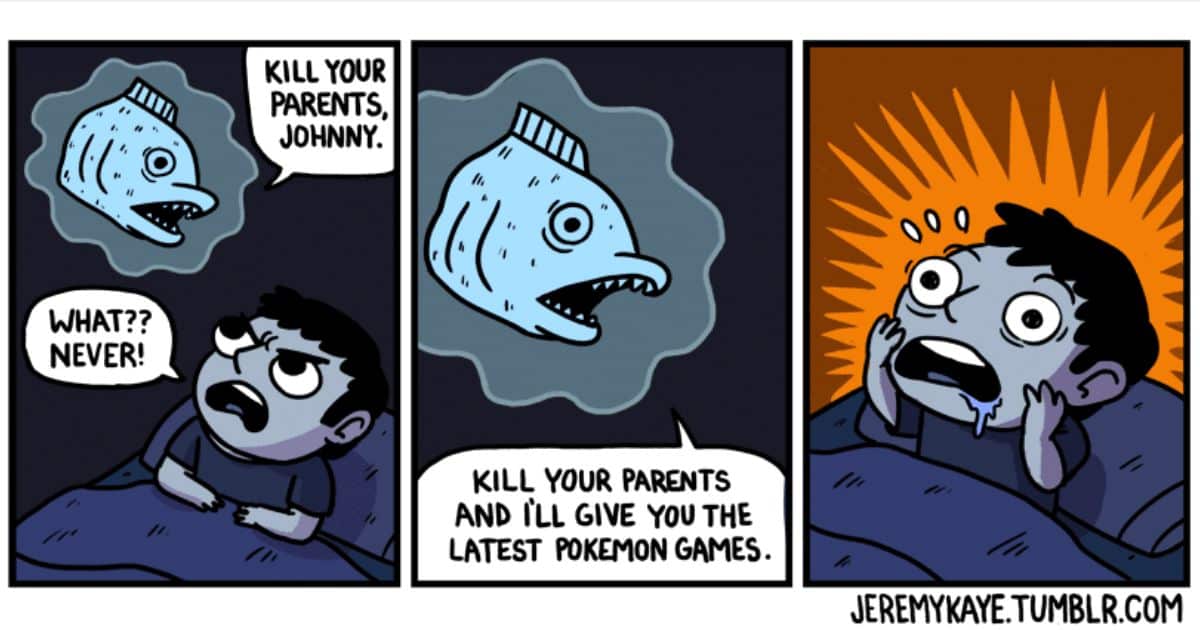 KILL YOUR
PARENTS,
JOHNNY.
WHAT??
NEVER!
KILL YOUR PARENTS
AND I'LL GIVE YOU THE
LATEST POKEMON GAMES.
JEREMYKAYE.TUMBLR.COM